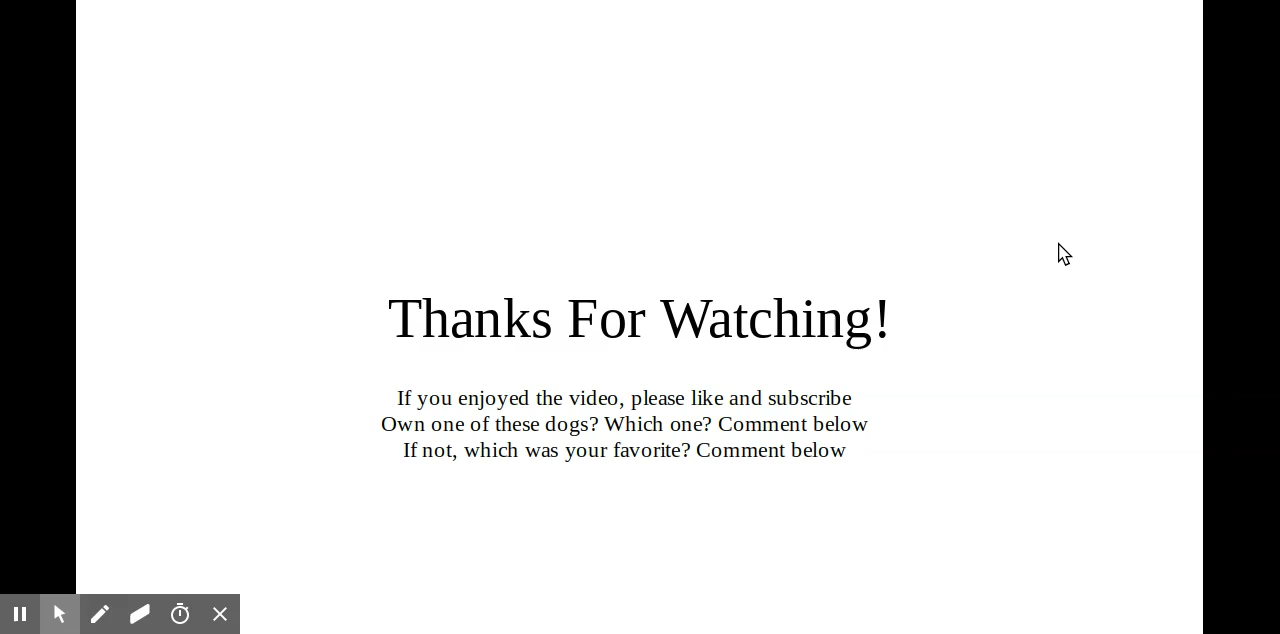 Thanks For Watching!
If you enjoyed the video, please like and subscribe
Own one of these dogs? Which one? Comment below
If not, which was your favorite? Comment below